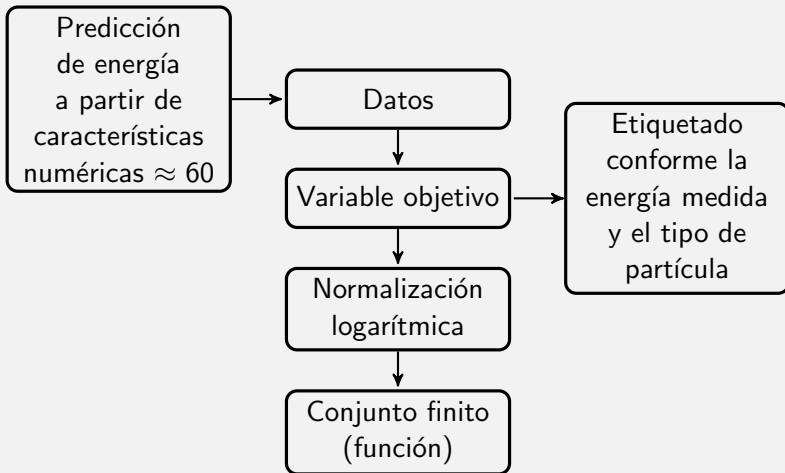 Predicción
de energía
a partir de
características
numéricas ≈ 60
Datos
Variable objetivo
Etiquetado
conforme la
energía medida
y el tipo de
partícula
Normalización
logarítmica
Conjunto finito
(función)